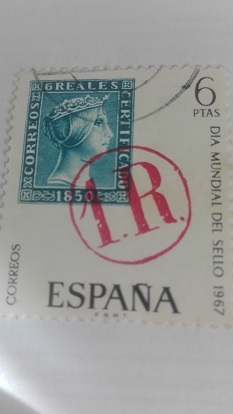 6 REALES
CORREOS
CERTIFICADO
1850
6
PTAS
DIA MUNDIAL DEL SELLO 1967
1.R.
CORREOS
ESPAÑA